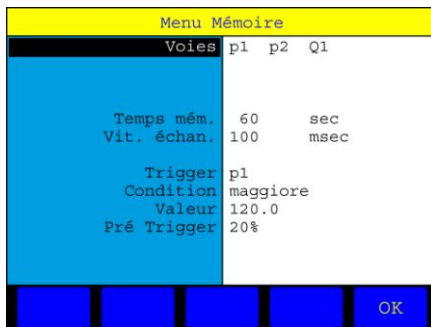 Menu Mémoire
Voies p1 p2 Q1
Temps mém. 60 sec
Vit. échan. 100 msec
Trigger p1
Condition maggiore
Valeur 120.0
Pré Trigger 20%
OK